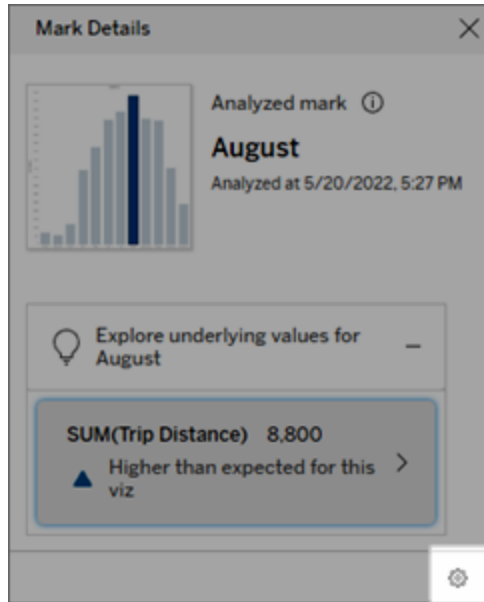 Mark Details
Analyzed mark
August
Analyzed at 5/20/2022, 5:27 PM
Explore underlying values for
August
SUM(Trip Distance) 8,800
Higher than expected for this
viz